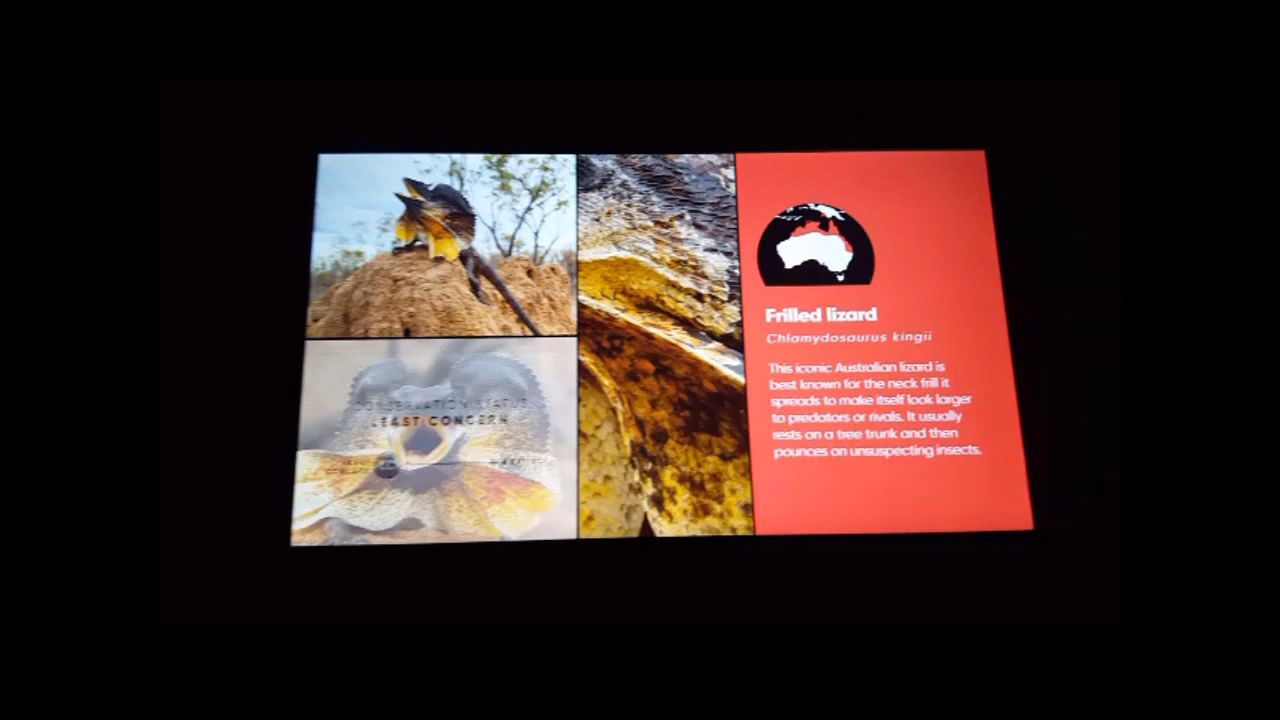 CONSERVATION STATUS
LEAST CONCERN
Frilled lizard
Chlamydosaurus kingii
This iconic Australian lizard is
best known for the neck frill it
spreads to make itself look larger
to predators or rivals. It usually
rests on a tree trunk and then
pounces on unsuspecting insects.